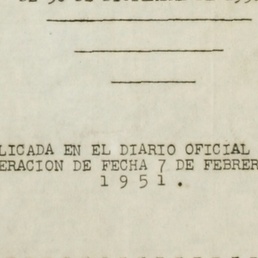 LICADA EN EL DIARIO OFICIAL
ERACION DE FECHA 7 DE FEBRER
1951.